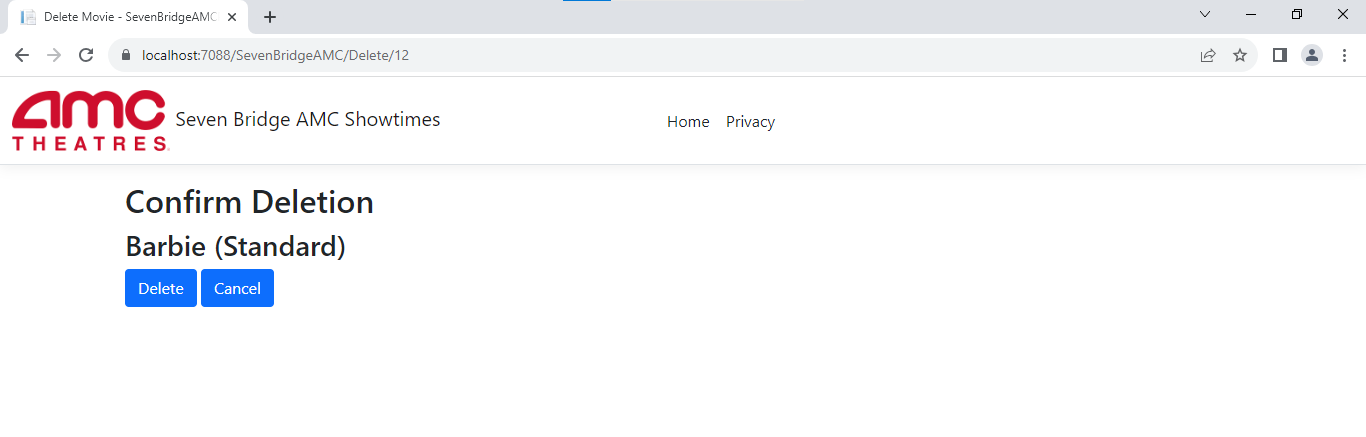 Delete Movie - SevenBridgeAMC
localhost:7088/SevenBridgeAMC/Delete/12
amc
THEATRES.
Seven Bridge AMC Showtimes
Home
Privacy
Confirm Deletion
Barbie (Standard)
Delete
Cancel